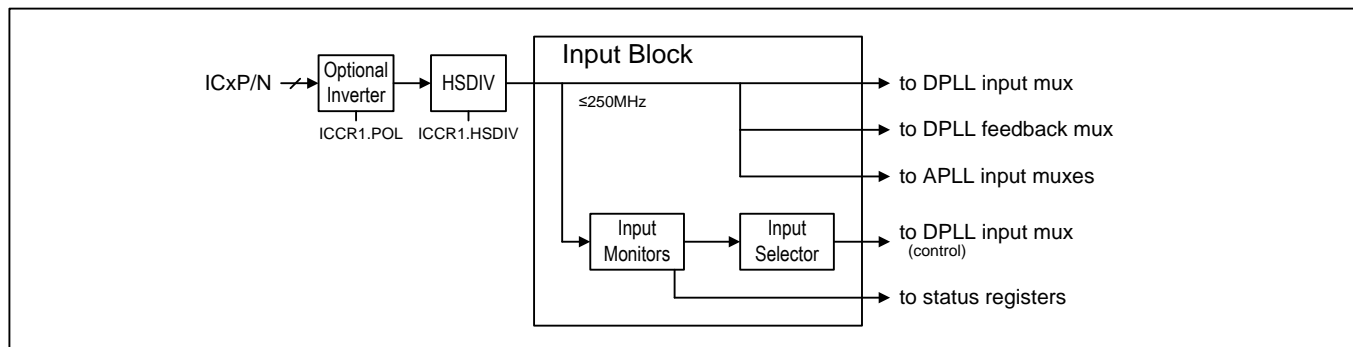 Input Block
ICxP/N
Optional
Inverter
HSDIV
ICCR1.POL
ICCR1.HSDIV
≤250MHz
to DPLL input mux
to DPLL feedback mux
to APLL input muxes
Input
Monitors
Input
Selector
to DPLL input mux
(control)
to status registers